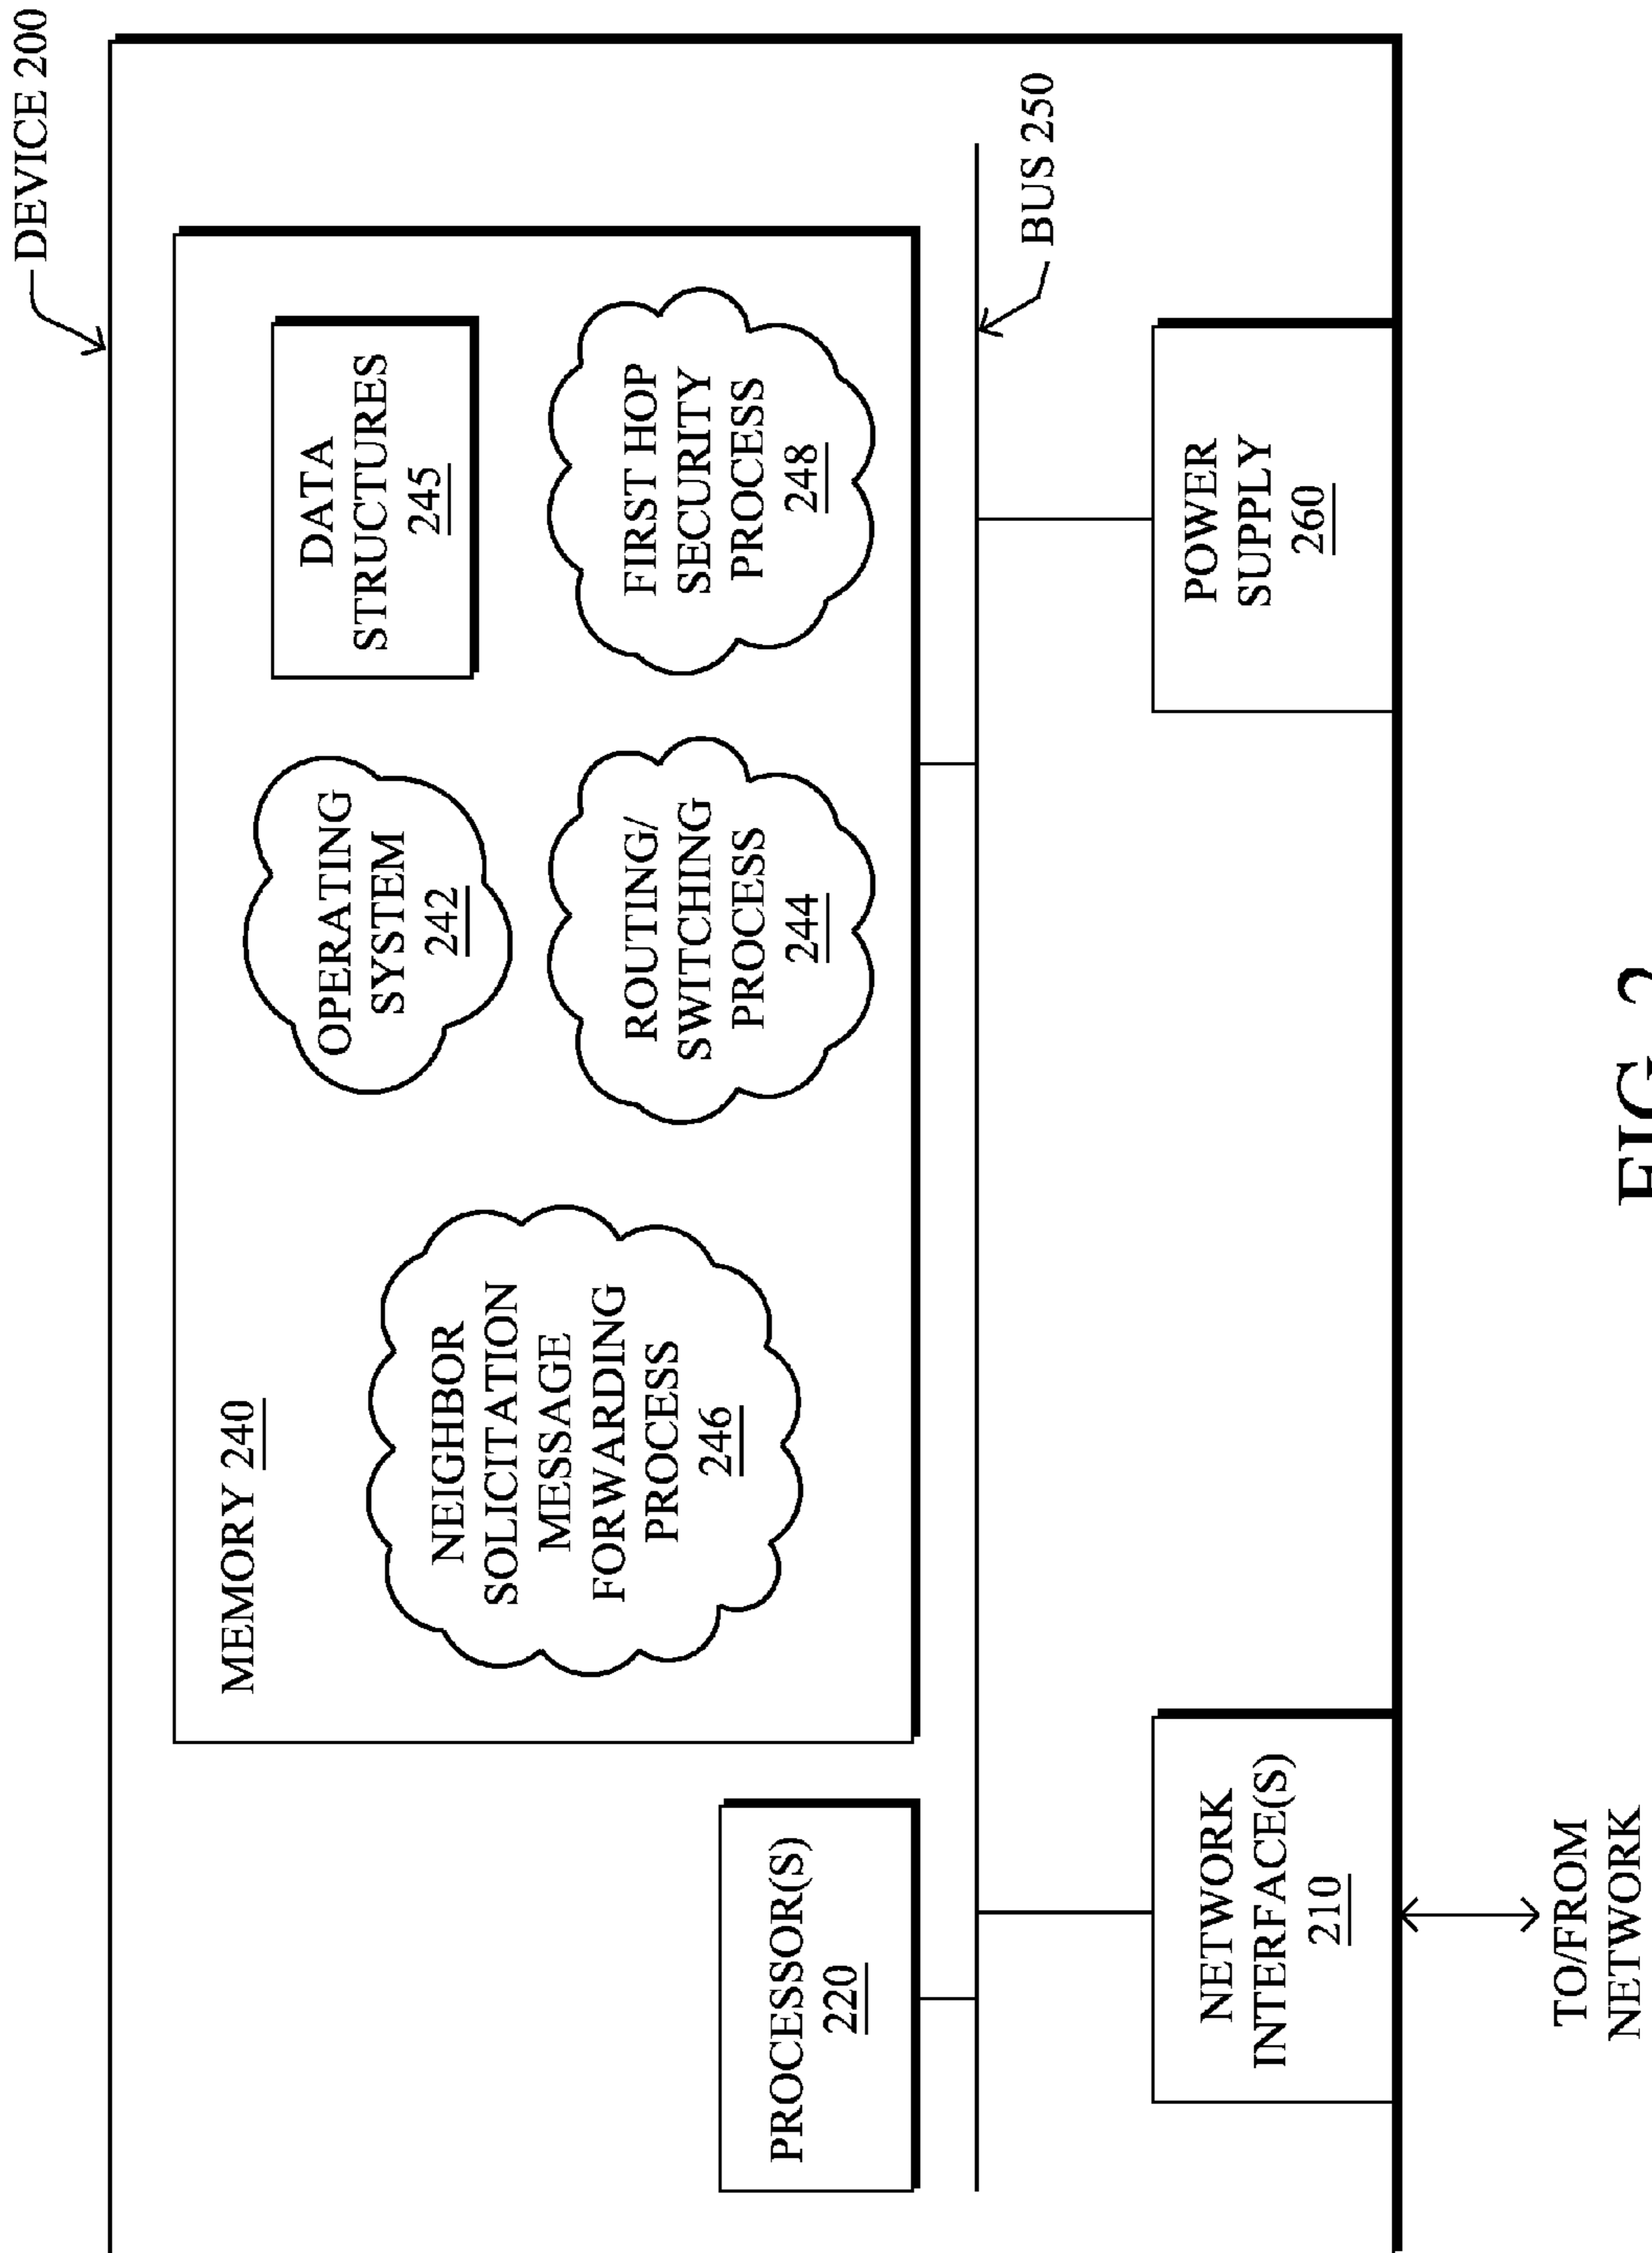 DEVICE 200
MEMORY 240
OPERATING
SYSTEM
242
DATA
STRUCTURES
245
NEIGHBOR
SOLICITATION
MESSAGE
FORWARDING
PROCESS
246
ROUTING/
SWITCHING
PROCESS
244
FIRST HOP
SECURITY
PROCESS
248
PROCESSOR(S)
220
BUS 250
NETWORK
INTERFACE(S)
210
POWER
SUPPLY
260
TO/FROM
NETWORK
FIG. 2